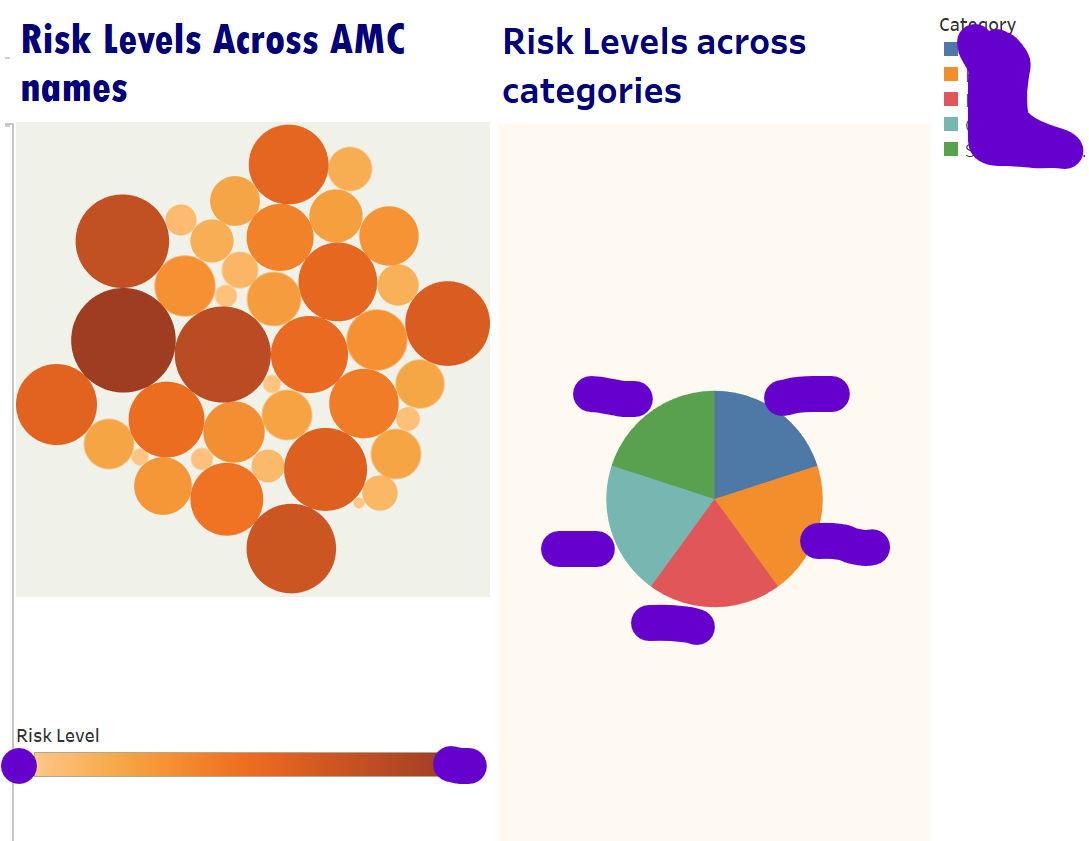 Risk Levels Across AMC
names
Risk Levels across
categories
Category
Risk Level